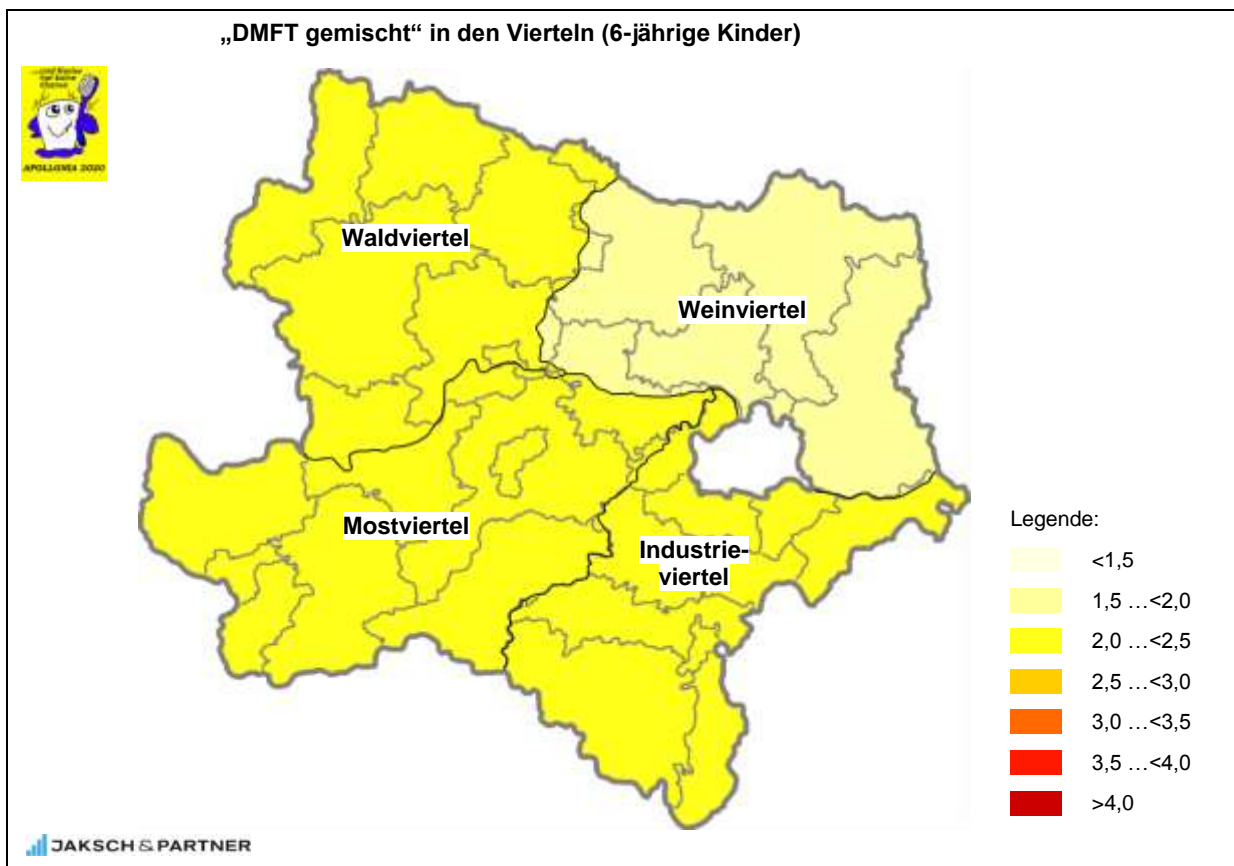 „DMFT gemischt“ in den Vierteln (6-jährige Kinder)
APOLLONIA 2020
Waldviertel
Weinviertel
Mostviertel
Industrie-
viertel
Legende:
<1,5
1,5 …<2,0
2,0 …<2,5
2,5 …<3,0
3,0 …<3,5
3,5 …<4,0
>4,0
JAKSCH & PARTNER